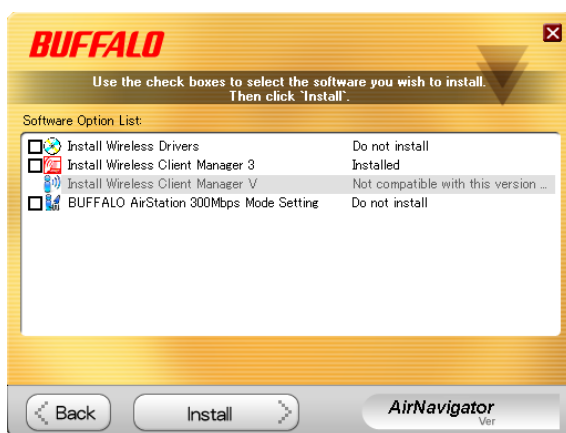 BUFFALO
Use the check boxes to select the software you wish to install.
Then click `Install`.
Software Option List:
Install Wireless Drivers Do not install
Install Wireless Client Manager 3 Installed
Install Wireless Client Manager V Not compatible with this version ...
BUFFALO AirStation 300Mbps Mode Setting Do not install
Back Install AirNavigator
Ver